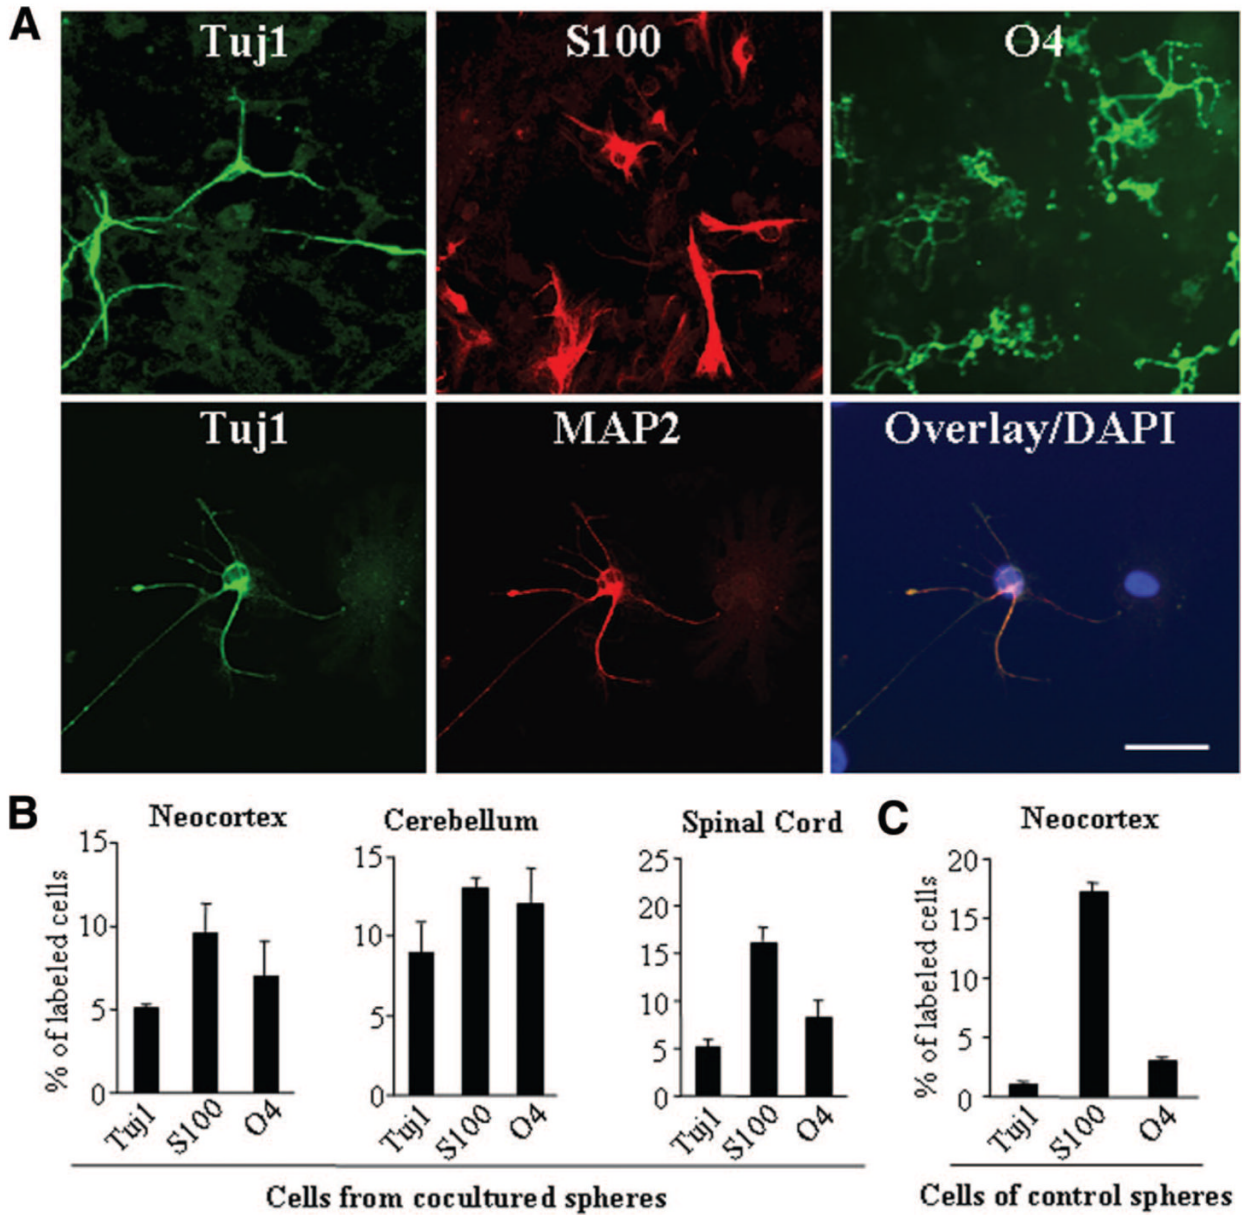 A
Tuj1
S100
O4
Tuj1
MAP2
Overlay/DAPI
B
Neocortex
% of labeled cells
15
10
5
0
Tuj1
S100
O4
Cerebellum
15
10
5
0
Tuj1
S100
O4
Spinal Cord
25
20
15
10
5
0
Tuj1
S100
O4
Cells from cocultured spheres
C
Neocortex
% of labeled cells
20
15
10
5
0
Tuj1
S100
O4
Cells of control spheres